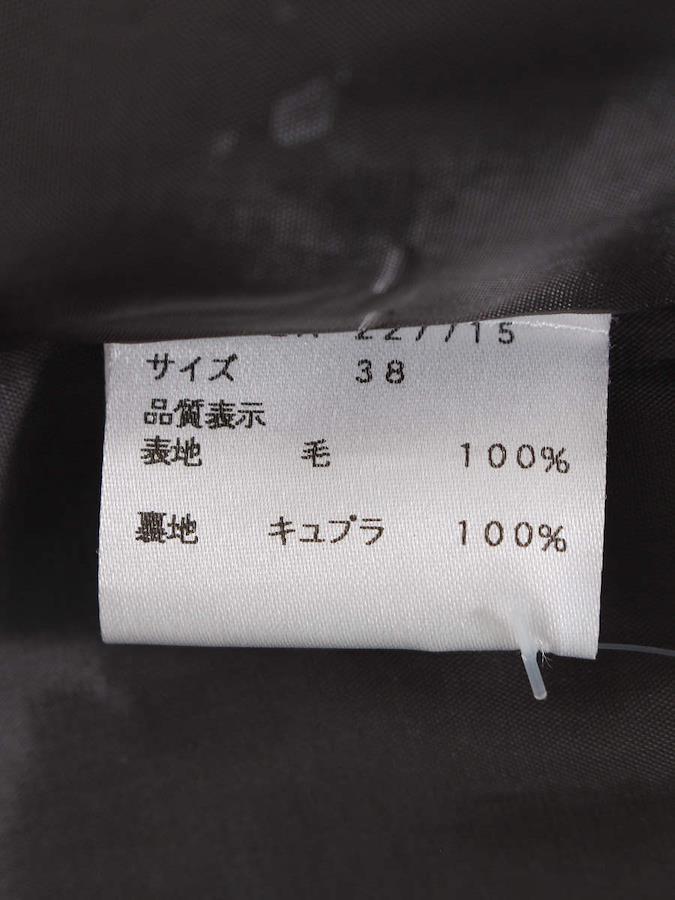 227715
サイズ 38
品質表示
表地 毛 100%
裏地 キュプラ 100%